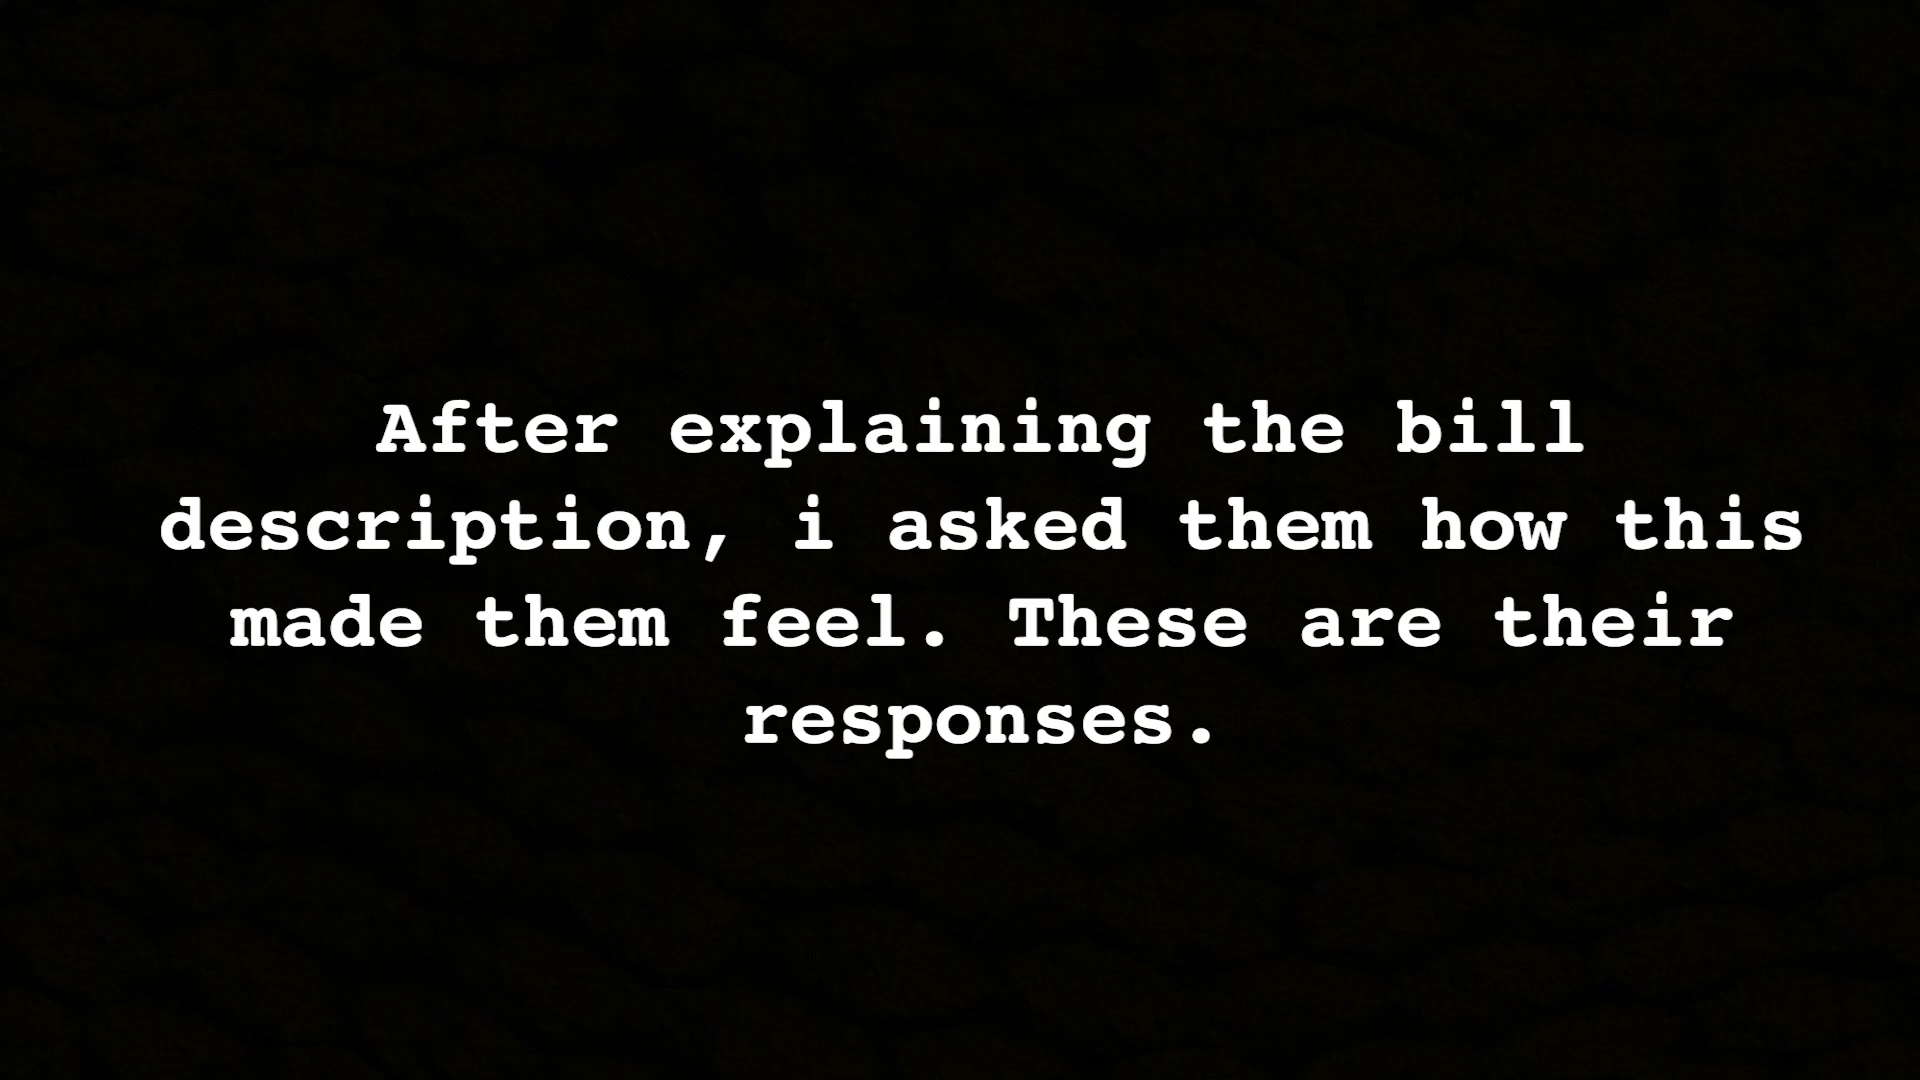 After explaining the bill
description, i asked them how this
made them feel. These are their
responses.